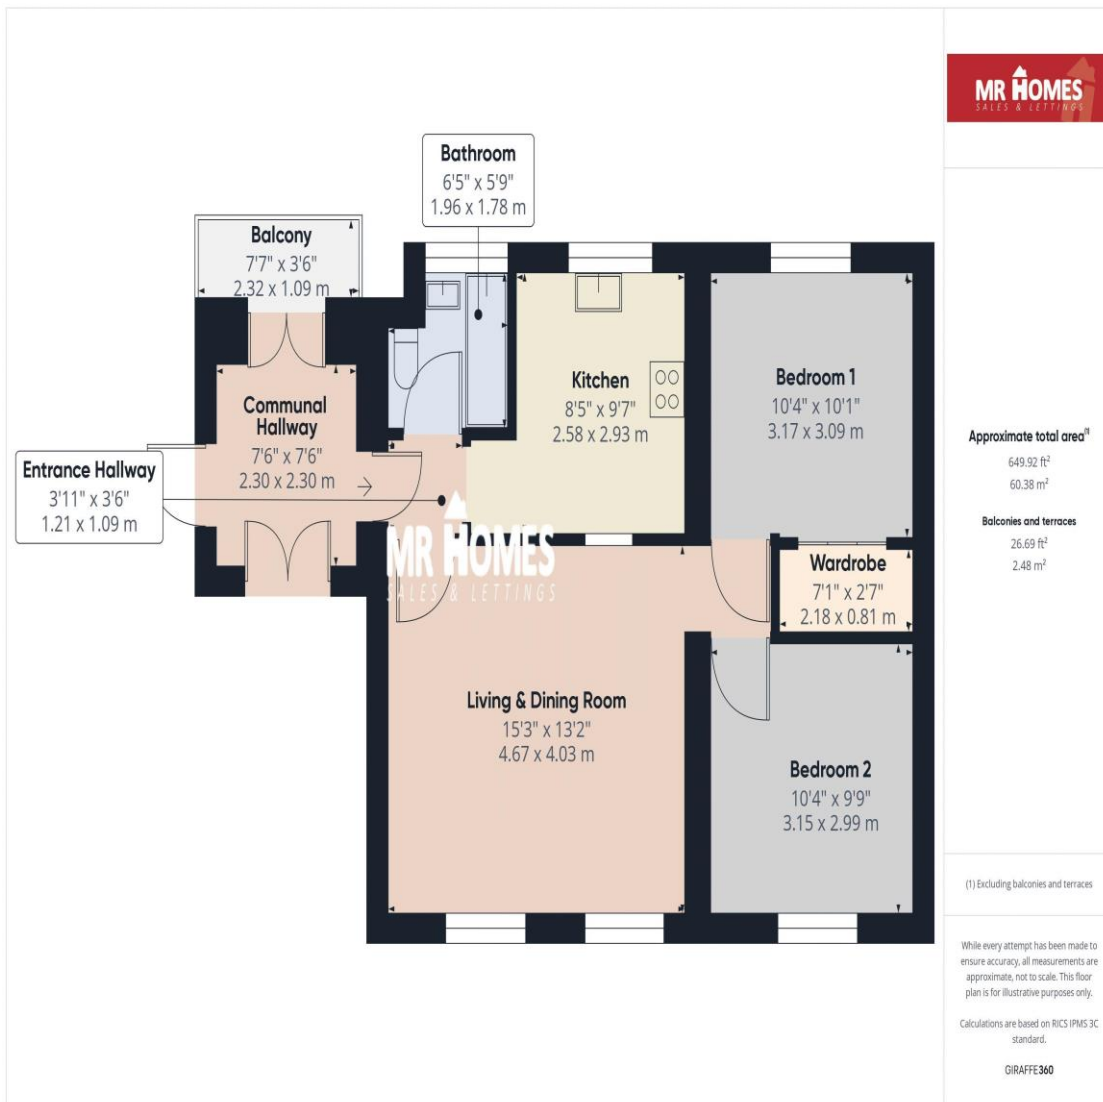 MR HOMES
SALES & LETTINGS
Bathroom
6'5" x 5'9"
1.96 x 1.78 m
Balcony
7'7" x 3'6"
2.32 x 1.09 m
Kitchen
8'5" x 9'7"
2.58 x 2.93 m
Bedroom 1
10'4" x 10'1"
3.17 x 3.09 m
Communal
Hallway
7'6" x 7'6"
2.30 x 2.30 m
Entrance Hallway
3'11" x 3'6"
1.21 x 1.09 m
MR HOMES
SALES & LETTINGS
Wardrobe
7'1" x 2'7"
2.18 x 0.81 m
Living & Dining Room
15'3" x 13'2"
4.67 x 4.03 m
Bedroom 2
10'4" x 9'9"
3.15 x 2.99 m
Approximate total area⁽¹⁾
649.92 ft²
60.38 m²
Balconies and terraces
26.69 ft²
2.48 m²
(1) Excluding balconies and terraces
While every attempt has been made to
ensure accuracy, all measurements are
approximate, not to scale. This floor
plan is for illustrative purposes only.
Calculations are based on RICS IPMS 3C
standard.
GIRAFFE360